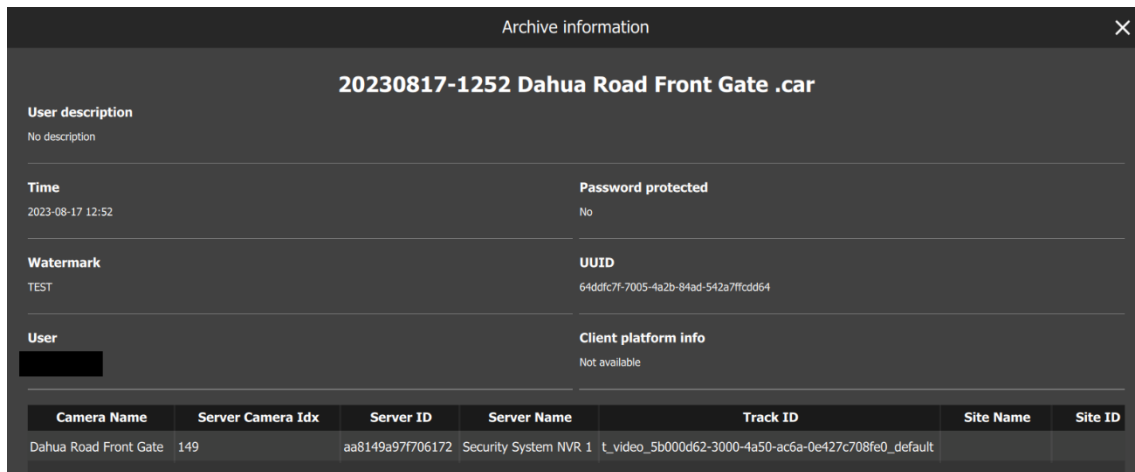 Archive information
20230817-1252 Dahua Road Front Gate .car
User description
No description
Time Password protected
2023-08-17 12:52 No
Watermark UUID
TEST 64ddfc7f-7005-4a2b-84ad-542a7ffcdd64
User Client platform info
Not available
Camera Name Server Camera Idx Server ID Server Name Track ID Site Name Site ID
Dahua Road Front Gate 149 aa8149a97f706172 Security System NVR 1 t_video_5b000d62-3000-4a50-ac6a-0e427c708fe0_default